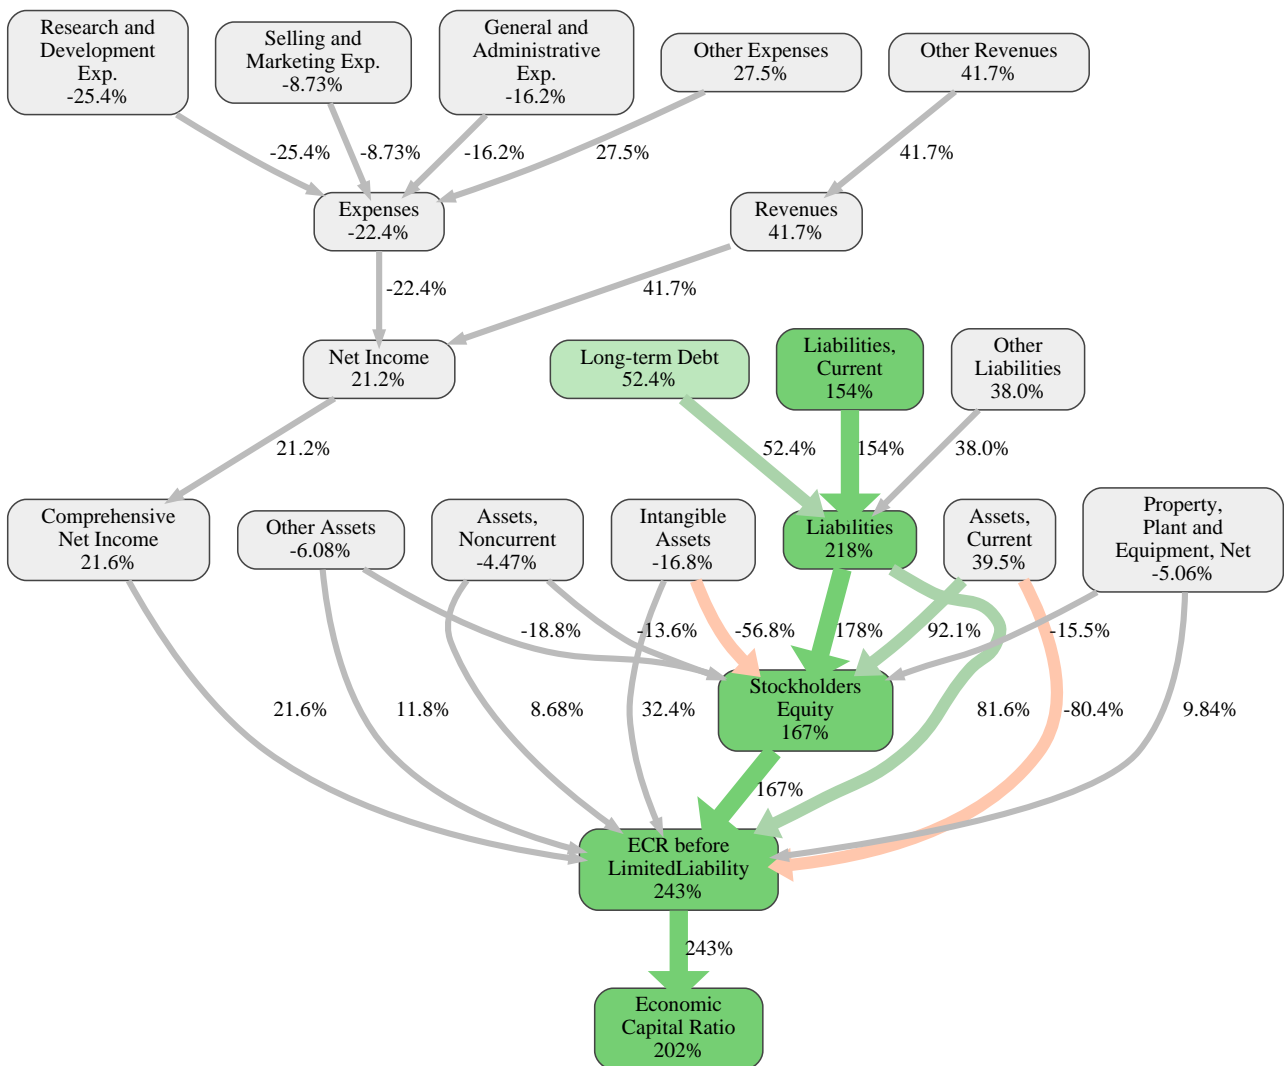 Research and
Development
Exp.
-25.4%
Selling and
Marketing Exp.
-8.73%
General and
Administrative
Exp.
-16.2%
Other Expenses
27.5%
Other Revenues
41.7%
-25.4%
-8.73%
-16.2%
27.5%
41.7%
Expenses
-22.4%
Revenues
41.7%
-22.4%
41.7%
Net Income
21.2%
Long-term Debt
52.4%
Liabilities,
Current
154%
Other
Liabilities
38.0%
21.2%
52.4%
154%
38.0%
Comprehensive
Net Income
21.6%
Other Assets
-6.08%
Assets,
Noncurrent
-4.47%
Intangible
Assets
-16.8%
Liabilities
218%
Assets,
Current
39.5%
Property,
Plant and
Equipment, Net
-5.06%
-18.8%
-13.6%
-56.8%
178%
92.1%
-15.5%
Stockholders
Equity
167%
21.6%
11.8%
8.68%
32.4%
81.6%
-80.4%
9.84%
167%
ECR before
LimitedLiability
243%
243%
Economic
Capital Ratio
202%